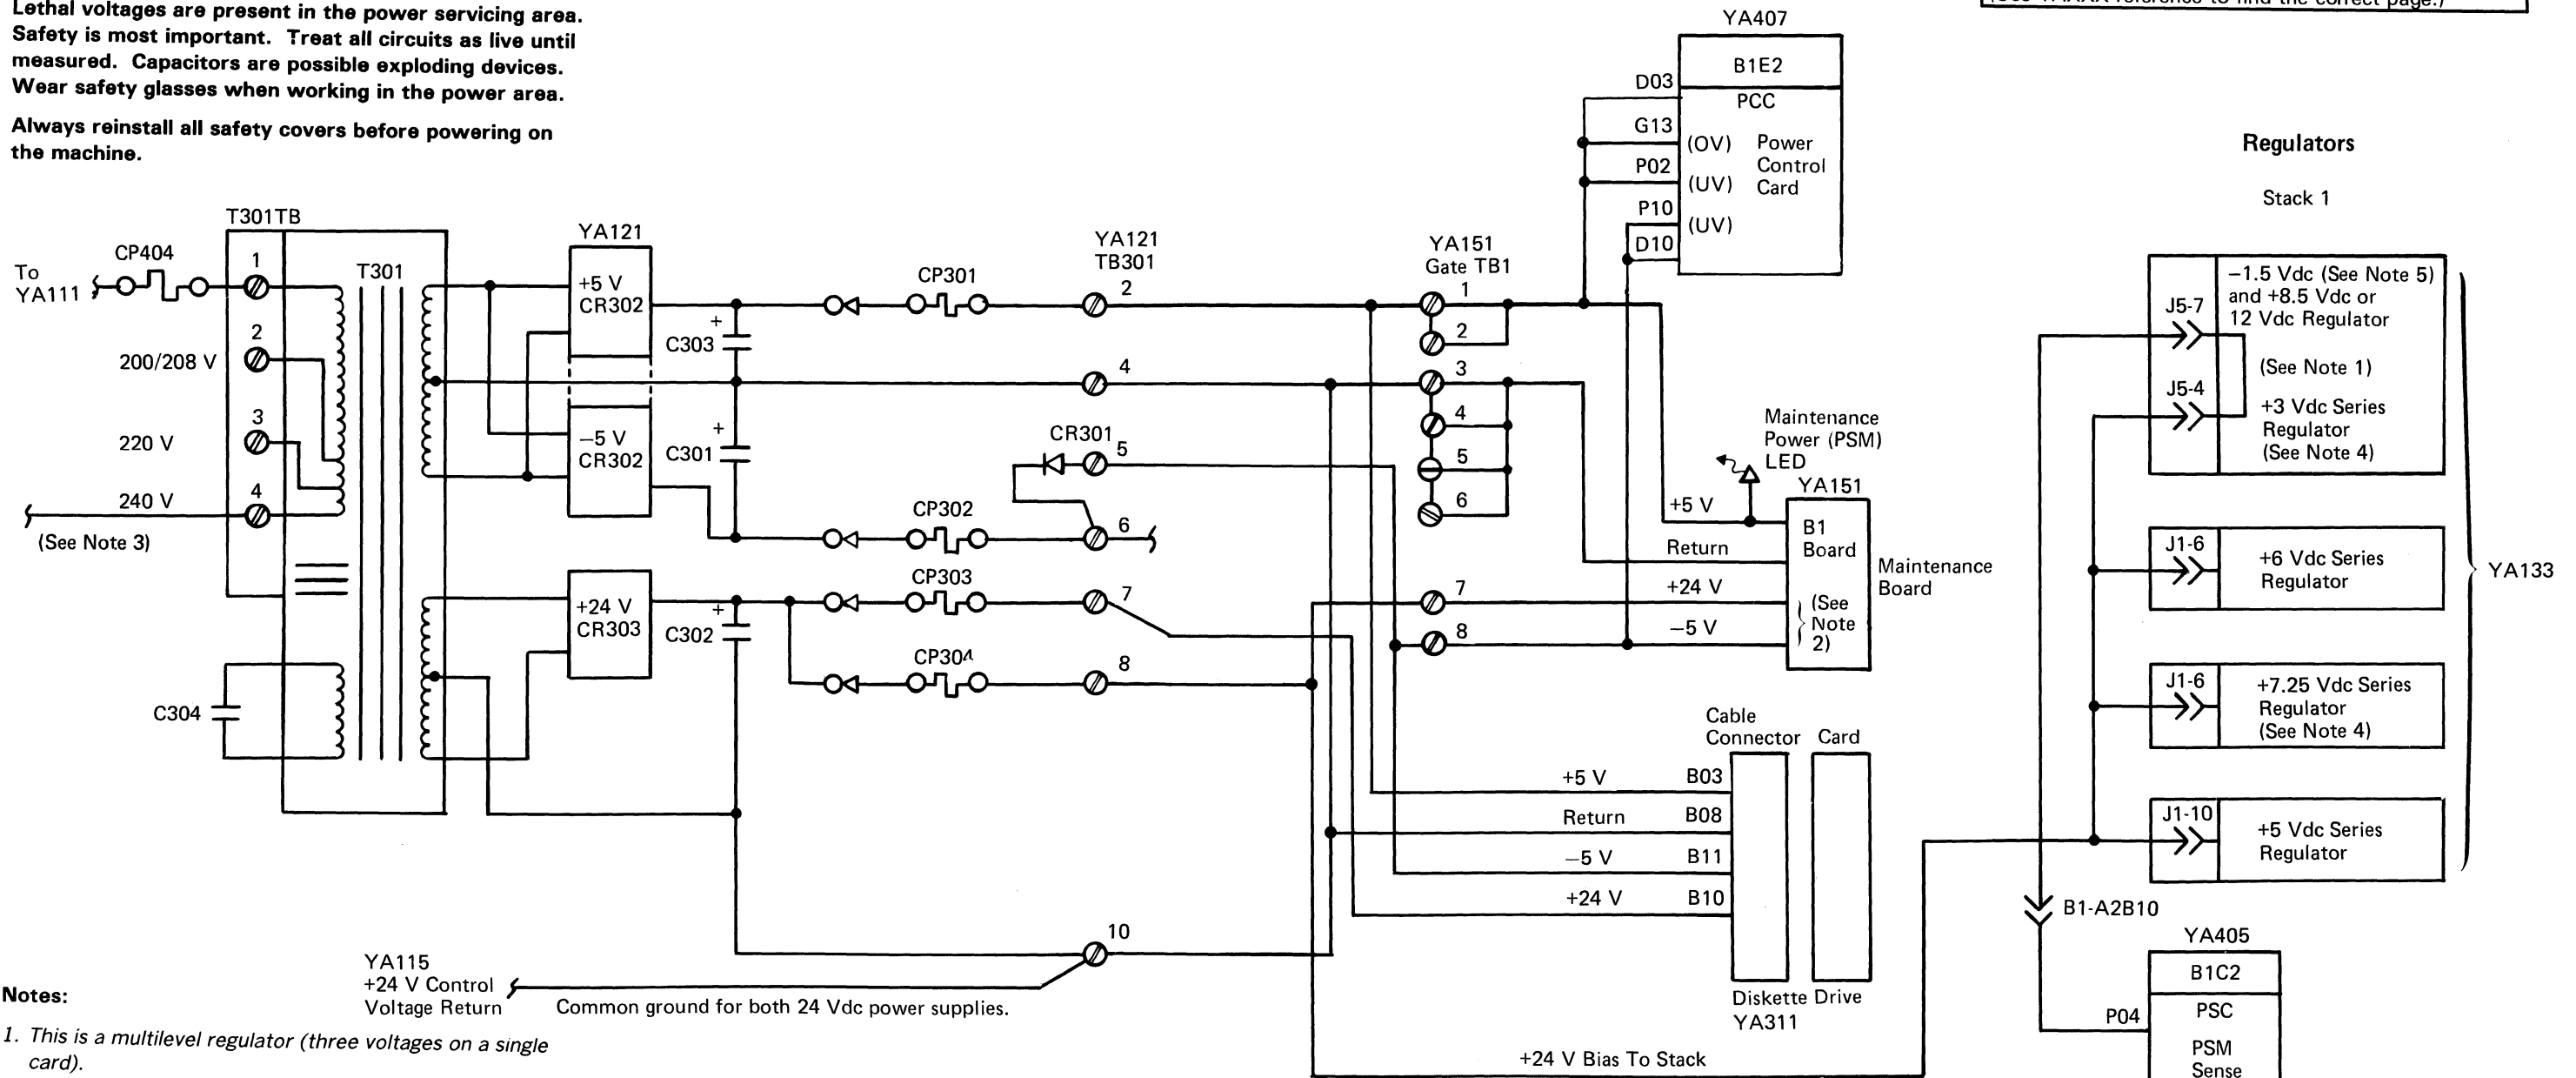 Lethal voltages are present in the power servicing area.
Safety is most important. Treat all circuits as live until
measured. Capacitors are possible exploding devices.
Wear safety glasses when working in the power area.
Always reinstall all safety covers before powering on
the machine.
YA407
B1E2
D03
PCC
G13
(OV)
Power
Control
Card
P02
(UV)
P10
(UV)
D10
Regulators
Stack 1
T301TB
CP404
To
YA111
1
2
200/208 V
3
220 V
4
240 V
(See Note 3)
T301
C304
YA121
+5 V
CR302
−5 V
CR302
+24 V
CR303
+
C303
+
C301
+
C302
CP301
CP302
CP303
CP304
CR301
YA121
TB301
2
4
5
6
7
8
10
YA151
Gate TB1
1
2
3
4
5
6
7
8
Maintenance
Power (PSM)
LED
YA151
+5 V
B1
Board
Return
Maintenance
Board
+24 V
(See
Note
2)
−5 V
Cable
Connector
Card
+5 V
B03
Return
B08
−5 V
B11
+24 V
B10
Diskette Drive
YA311
J5-7
−1.5 Vdc (See Note 5)
and +8.5 Vdc or
12 Vdc Regulator
(See Note 1)
J5-4
+3 Vdc Series
Regulator
(See Note 4)
J1-6
+6 Vdc Series
Regulator
YA133
J1-6
+7.25 Vdc Series
Regulator
(See Note 4)
J1-10
+5 Vdc Series
Regulator
B1-A2B10
YA405
B1C2
P04
PSC
PSM
Sense
YA115
+24 V Control
Voltage Return
Common ground for both 24 Vdc power supplies.
+24 V Bias To Stack
Notes:
1. This is a multilevel regulator (three voltages on a single
card).